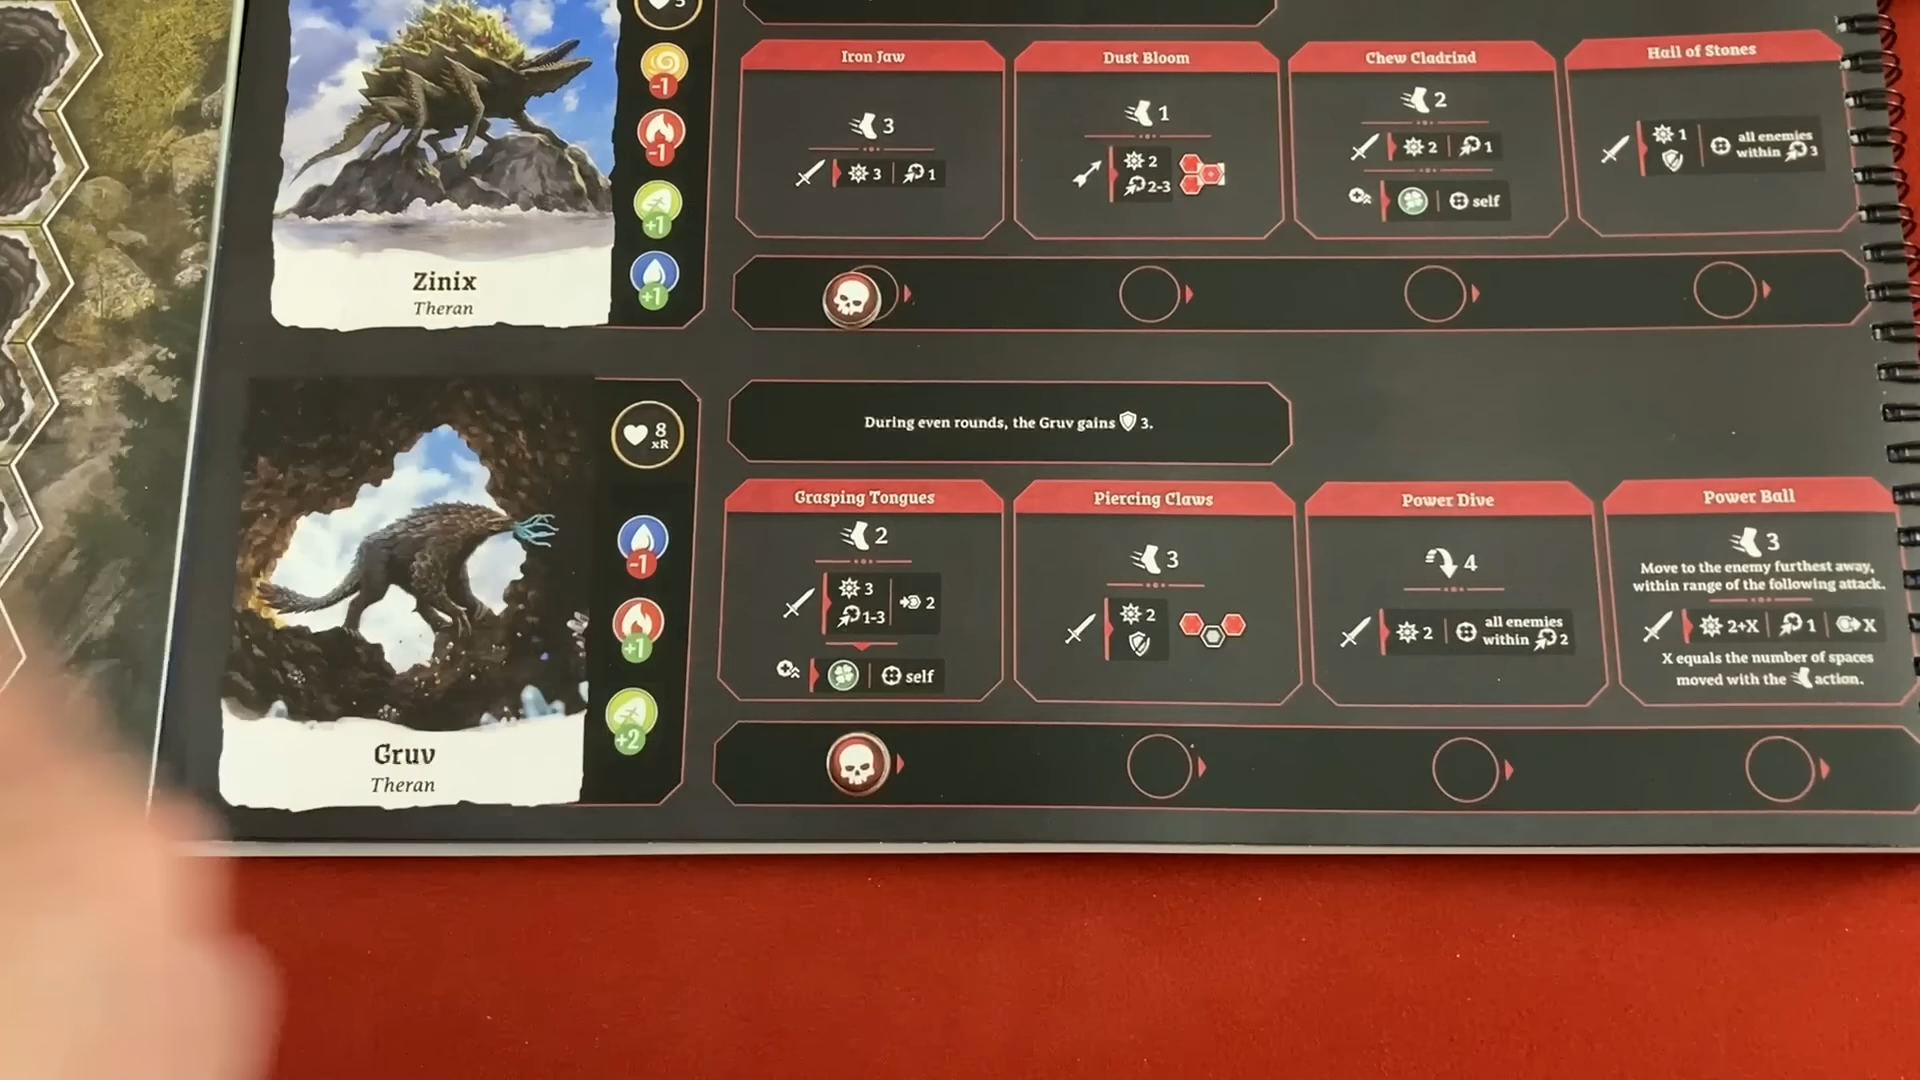 Iron Jaw
3
3
1
Dust Bloom
1
2
2-3
Chew Cladrind
2
2
1
self
Hail of Stones
1
all enemies
within 3
-1
-1
+1
+1
Zinix
Theran
8
xR
-1
+1
+2
Gruv
Theran
During even rounds, the Gruv gains 3.
Grasping Tongues
2
3
1-3
2
self
Piercing Claws
3
2
Power Dive
4
2
all enemies
within 2
Power Ball
3
Move to the enemy furthest away,
within range of the following attack.
2+X
1
X
X equals the number of spaces
moved with the action.